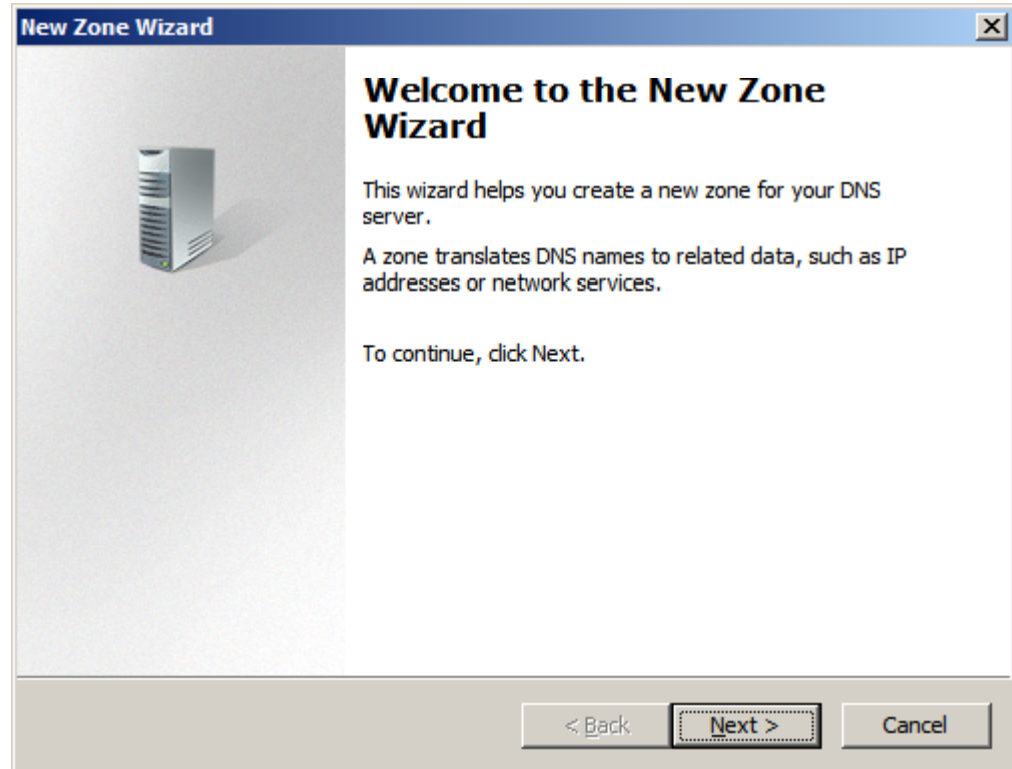 New Zone Wizard
Welcome to the New Zone
Wizard
This wizard helps you create a new zone for your DNS
server.
A zone translates DNS names to related data, such as IP
addresses or network services.
To continue, click Next.
< Back
Next >
Cancel